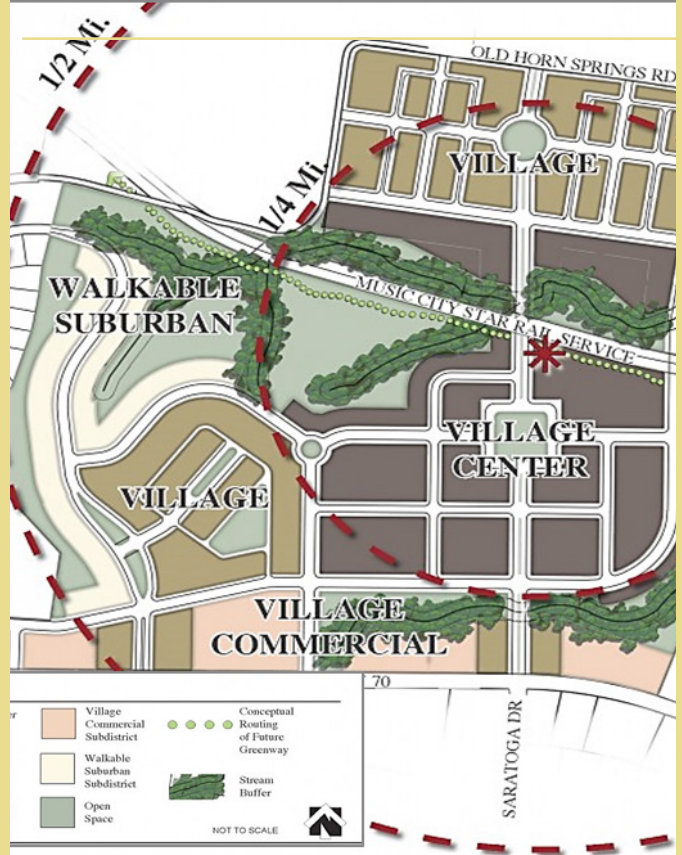 1/2 Mi.
OLD HORN SPRINGS RD
VILLAGE
1/4 Mi.
WALKABLE
SUBURBAN
MUSIC CITY STAR RAIL SERVICE
VILLAGE
CENTER
VILLAGE
VILLAGE
COMMERCIAL
70
SARATOGA DR
er
Village
Commercial
Subdistrict
Walkable
Suburban
Subdistrict
Open
Space
Conceptual
Routing
of Future
Greenway
Stream
Buffer
NOT TO SCALE